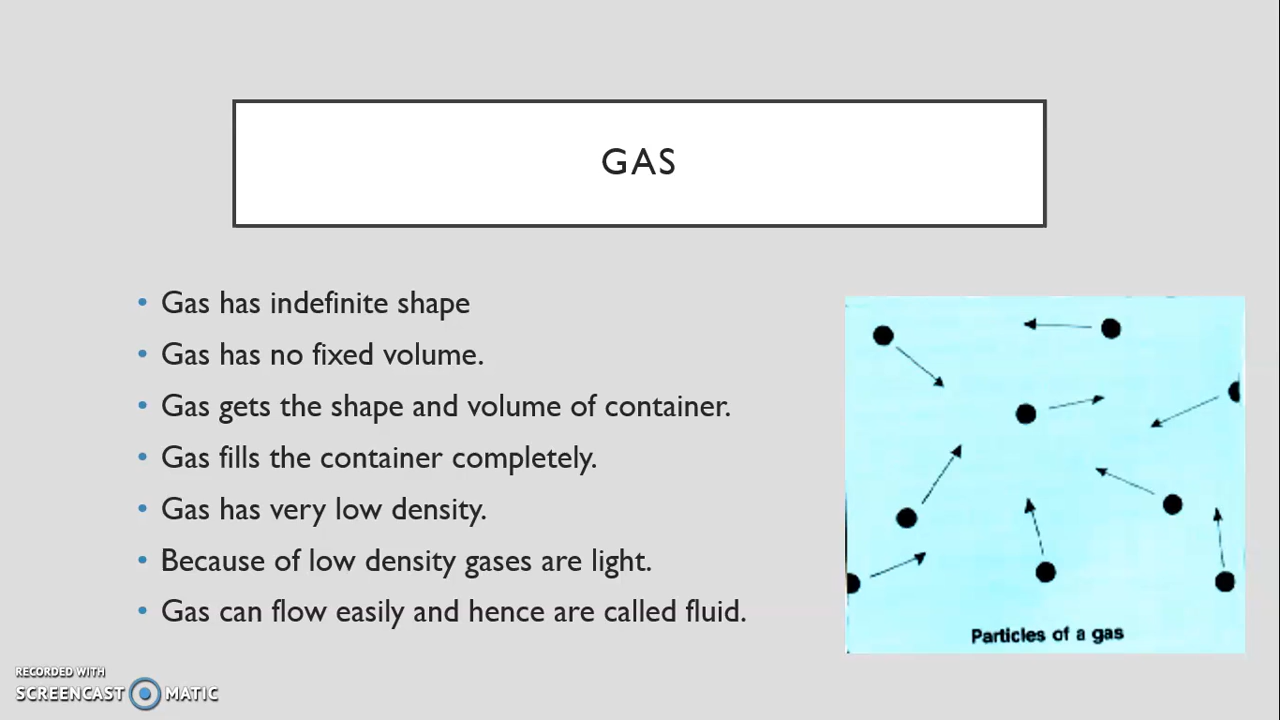 GAS
• Gas has indefinite shape
• Gas has no fixed volume.
• Gas gets the shape and volume of container.
• Gas fills the container completely.
• Gas has very low density.
• Because of low density gases are light.
• Gas can flow easily and hence are called fluid.
Particles of a gas
RECORDED WITH
SCREENCAST MATIC